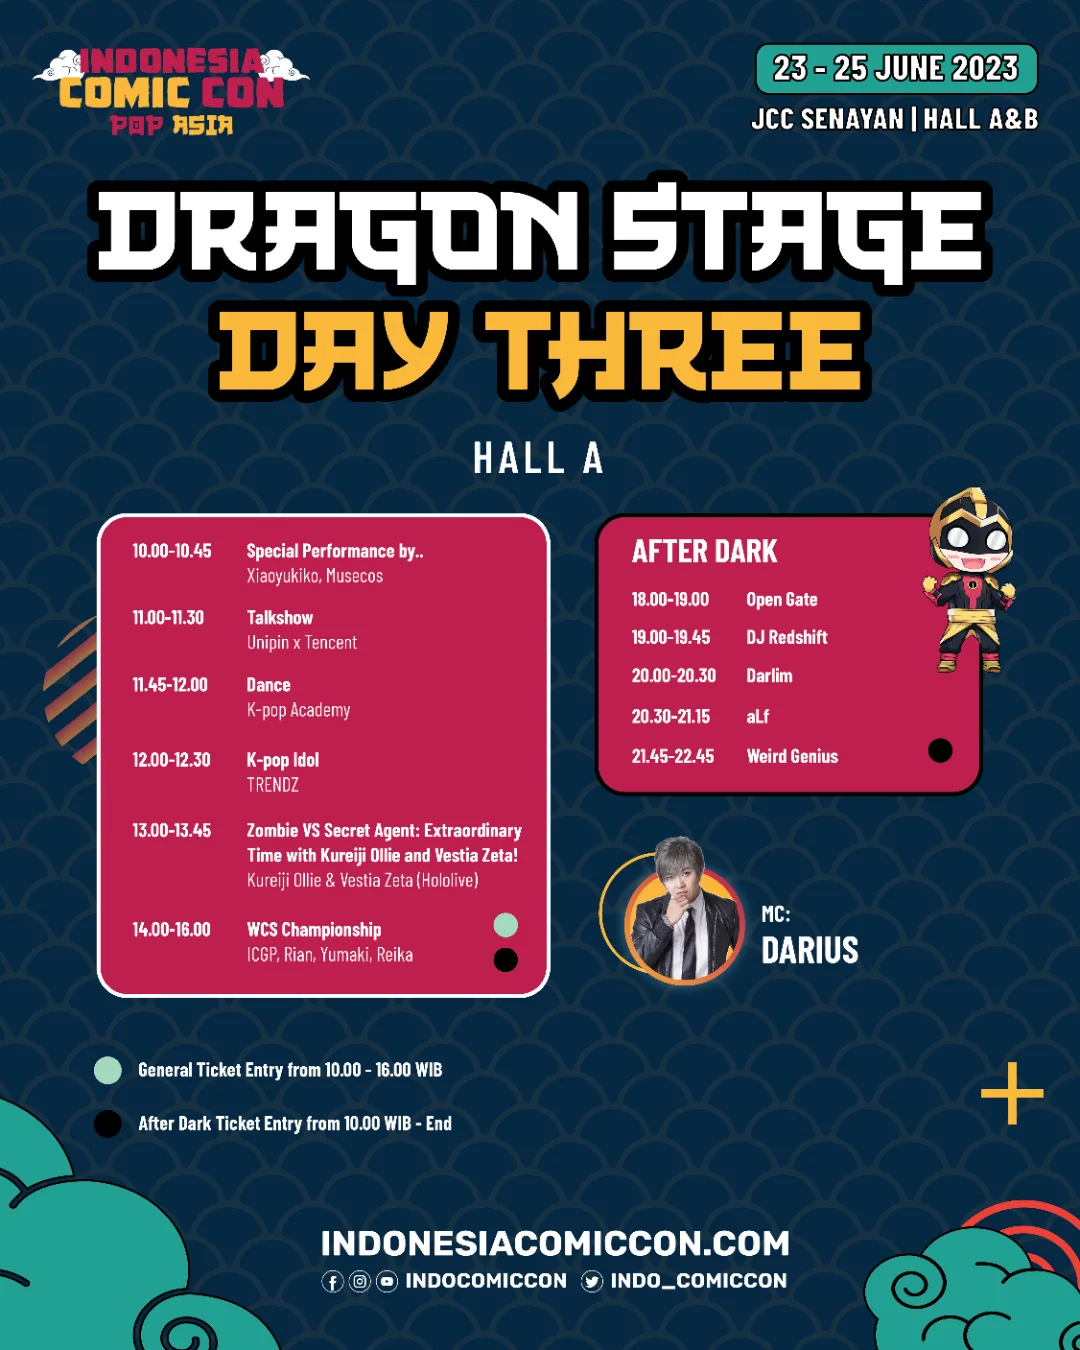 INDONESIA
COMIC CON
POP ASIA
23 - 25 JUNE 2023
JCC SENAYAN | HALL A&B
DRAGON STAGE
DAY THREE
HALL A
10.00-10.45 Special Performance by..
Xiaoyukiko, Musecos
11.00-11.30 Talkshow
Unipin x Tencent
11.45-12.00 Dance
K-pop Academy
12.00-12.30 K-pop Idol
TRENDZ
13.00-13.45 Zombie VS Secret Agent: Extraordinary
Time with Kureiji Ollie and Vestia Zeta!
Kureiji Ollie & Vestia Zeta (Hololive)
14.00-16.00 WCS Championship
ICGP, Rian, Yumaki, Reika
AFTER DARK
18.00-19.00 Open Gate
19.00-19.45 DJ Redshift
20.00-20.30 Darlim
20.30-21.15 aLf
21.45-22.45 Weird Genius
MC:
DARIUS
General Ticket Entry from 10.00 - 16.00 WIB
After Dark Ticket Entry from 10.00 WIB - End
INDONESIACOMICCON.COM
INDOCOMICCON INDO_COMICCON